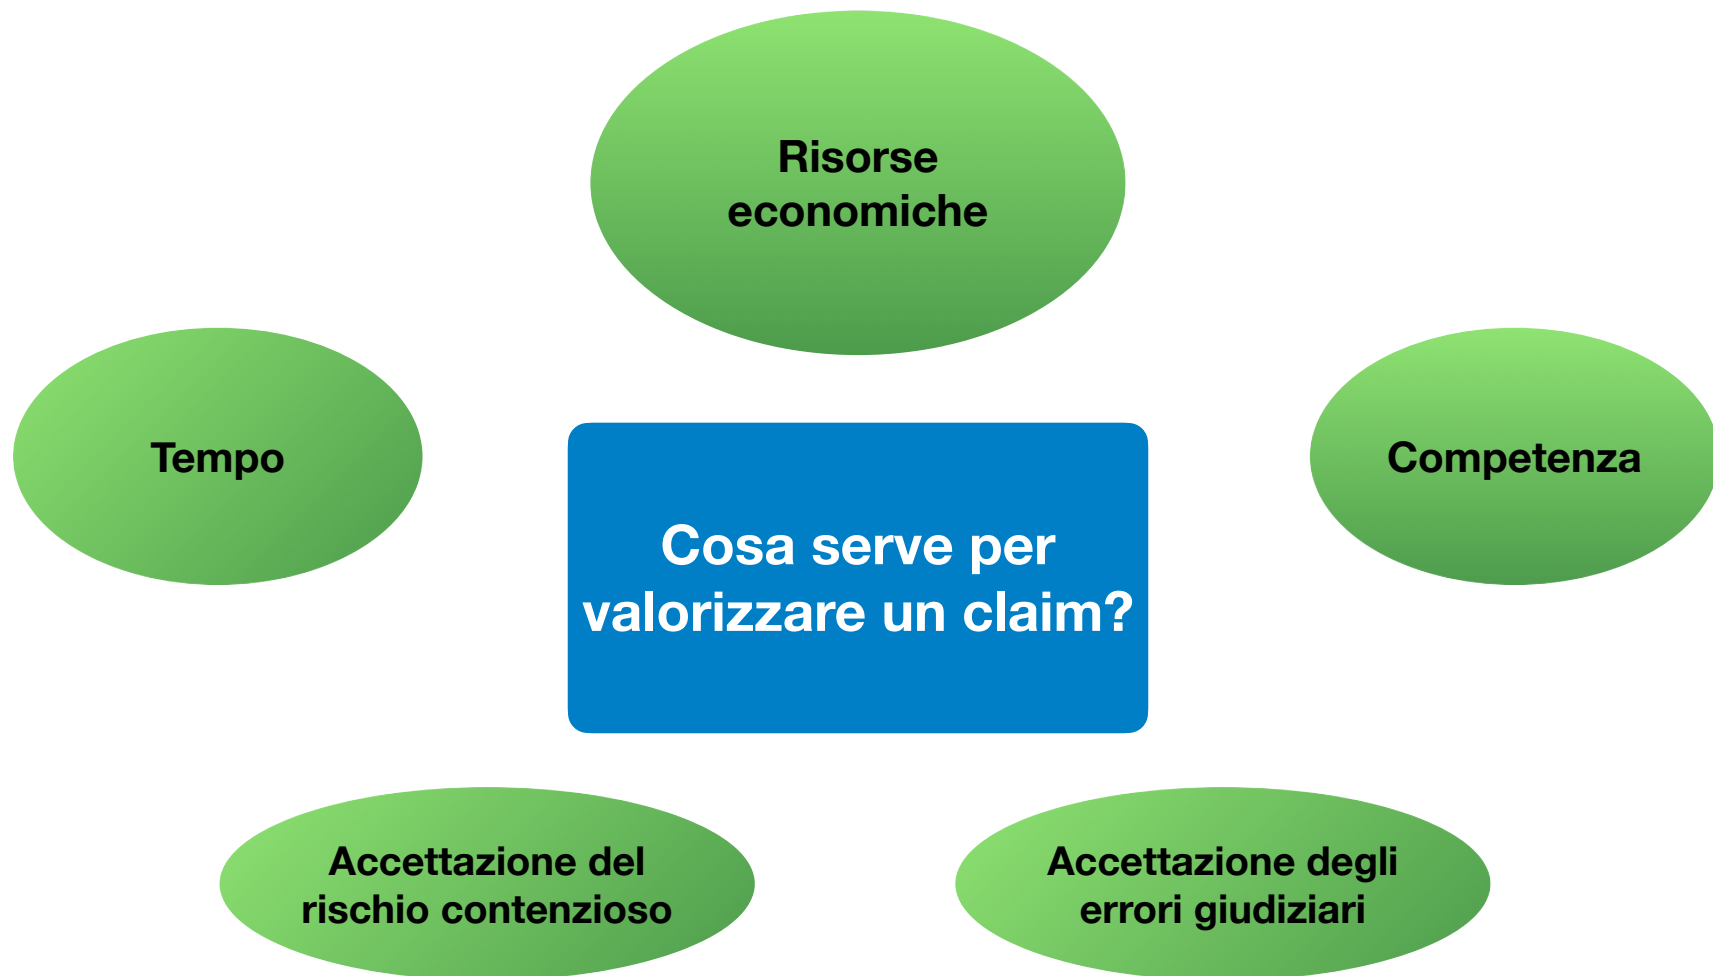 Risorse
economiche
Tempo
Competenza
Cosa serve per
valorizzare un claim?
Accettazione del
rischio contenzioso
Accettazione degli
errori giudiziari